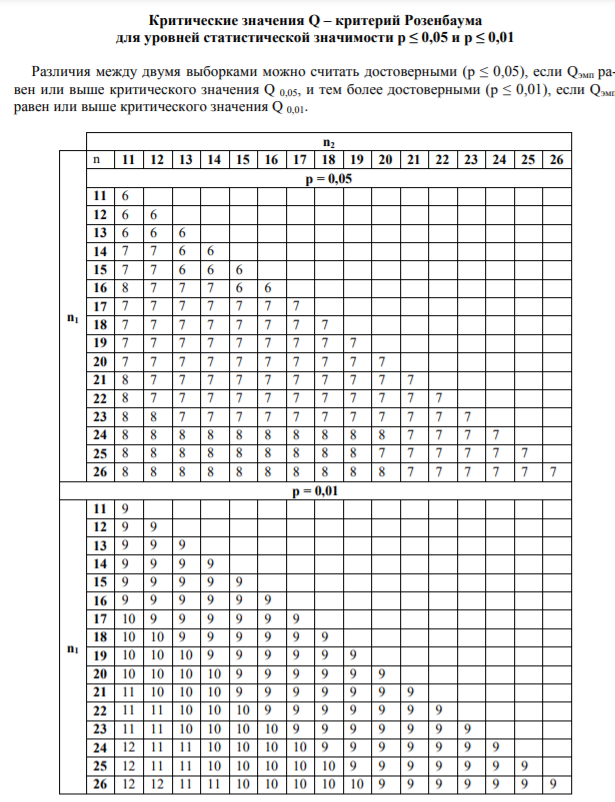 Критические значения Q – критерий Розенбаума
для уровней статистической значимости p ≤ 0,05 и p ≤ 0,01
Различия между двумя выборками можно считать достоверными (p ≤ 0,05), если Qэмп ра-
вен или выше критического значения Q 0,05, и тем более достоверными (p ≤ 0,01), если Qэмп
равен или выше критического значения Q 0,01.
n2
n 11 12 13 14 15 16 17 18 19 20 21 22 23 24 25 26
p = 0,05
11 6
12 6 6
13 6 6 6
14 7 7 6 6
15 7 7 6 6 6
16 8 7 7 7 6 6
17 7 7 7 7 7 7 7
n1
18 7 7 7 7 7 7 7 7
19 7 7 7 7 7 7 7 7 7
20 7 7 7 7 7 7 7 7 7 7
21 8 7 7 7 7 7 7 7 7 7 7
22 8 7 7 7 7 7 7 7 7 7 7 7
23 8 8 7 7 7 7 7 7 7 7 7 7 7
24 8 8 8 8 8 8 8 8 8 8 7 7 7 7
25 8 8 8 8 8 8 8 8 8 7 7 7 7 7 7
26 8 8 8 8 8 8 8 8 8 8 7 7 7 7 7 7
p = 0,01
11 9
12 9 9
13 9 9 9
14 9 9 9 9
15 9 9 9 9 9
16 9 9 9 9 9 9
17 10 9 9 9 9 9 9
18 10 10 9 9 9 9 9 9
n1
19 10 10 10 9 9 9 9 9 9
20 10 10 10 10 9 9 9 9 9 9
21 11 10 10 10 9 9 9 9 9 9 9
22 11 11 10 10 10 9 9 9 9 9 9 9
23 11 11 10 10 10 10 9 9 9 9 9 9 9
24 12 11 11 10 10 10 10 9 9 9 9 9 9 9
25 12 11 11 10 10 10 10 10 9 9 9 9 9 9 9
26 12 12 11 11 10 10 10 10 10 9 9 9 9 9 9 9